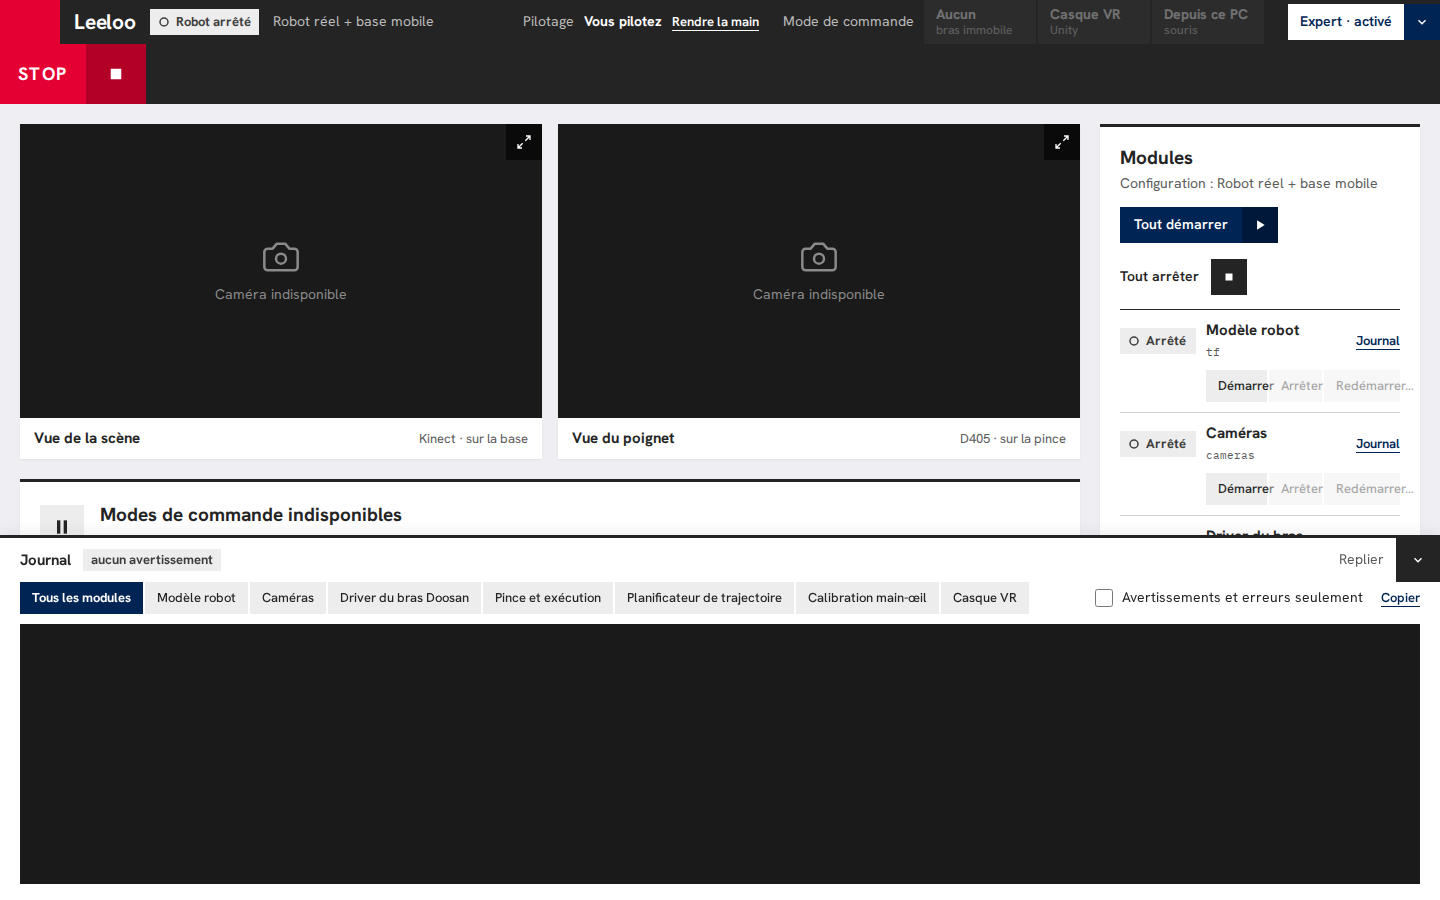 Leeloo
Robot arrêté
Robot réel + base mobile
Pilotage
Vous pilotez
Rendre la main
Mode de commande
Aucun
bras immobile
Casque VR
Unity
Depuis ce PC
souris
Expert · activé
STOP
Caméra indisponible
Vue de la scène
Kinect · sur la base
Caméra indisponible
Vue du poignet
D405 · sur la pince
Modes de commande indisponibles
Modules
Configuration : Robot réel + base mobile
Tout démarrer
Tout arrêter
Arrêté
Modèle robot
tf
Journal
Démarrer
Arrêter
Redémarrer…
Arrêté
Caméras
cameras
Journal
Démarrer
Arrêter
Redémarrer…
Driver du bras
Journal
aucun avertissement
Replier
Tous les modules
Modèle robot
Caméras
Driver du bras Doosan
Pince et exécution
Planificateur de trajectoire
Calibration main-œil
Casque VR
Avertissements et erreurs seulement
Copier